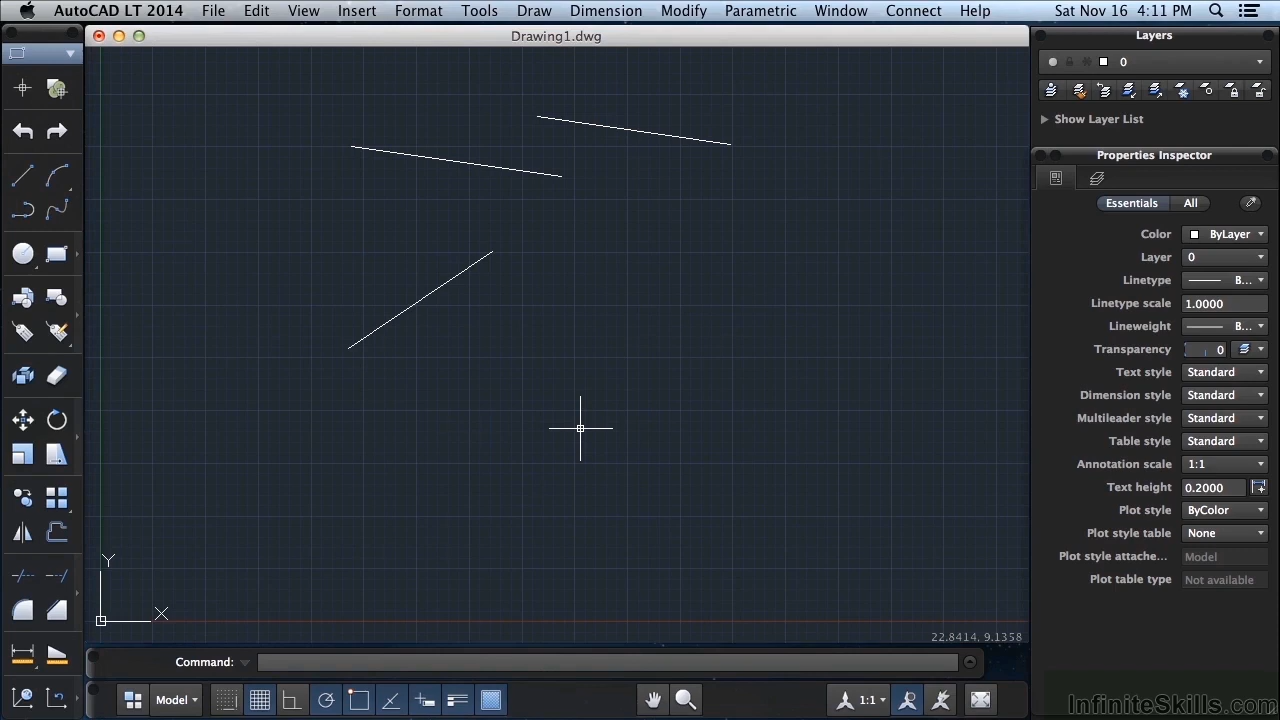 AutoCAD LT 2014 File Edit View Insert Format Tools Draw Dimension Modify Parametric Window Connect Help Sat Nov 16 4:11 PM
Drawing1.dwg
Layers
0
Show Layer List
Properties Inspector
Essentials All
Color ByLayer
Layer 0
Linetype B...
Linetype scale 1.0000
Lineweight B...
Transparency 0
Text style Standard
Dimension style Standard
Multileader style Standard
Table style Standard
Annotation scale 1:1
Text height 0.2000
Plot style ByColor
Plot style table None
Plot style attache... Model
Plot table type Not available
Y
X
22.8414, 9.1358
Command:
Model 1:1
InfiniteSkills.com